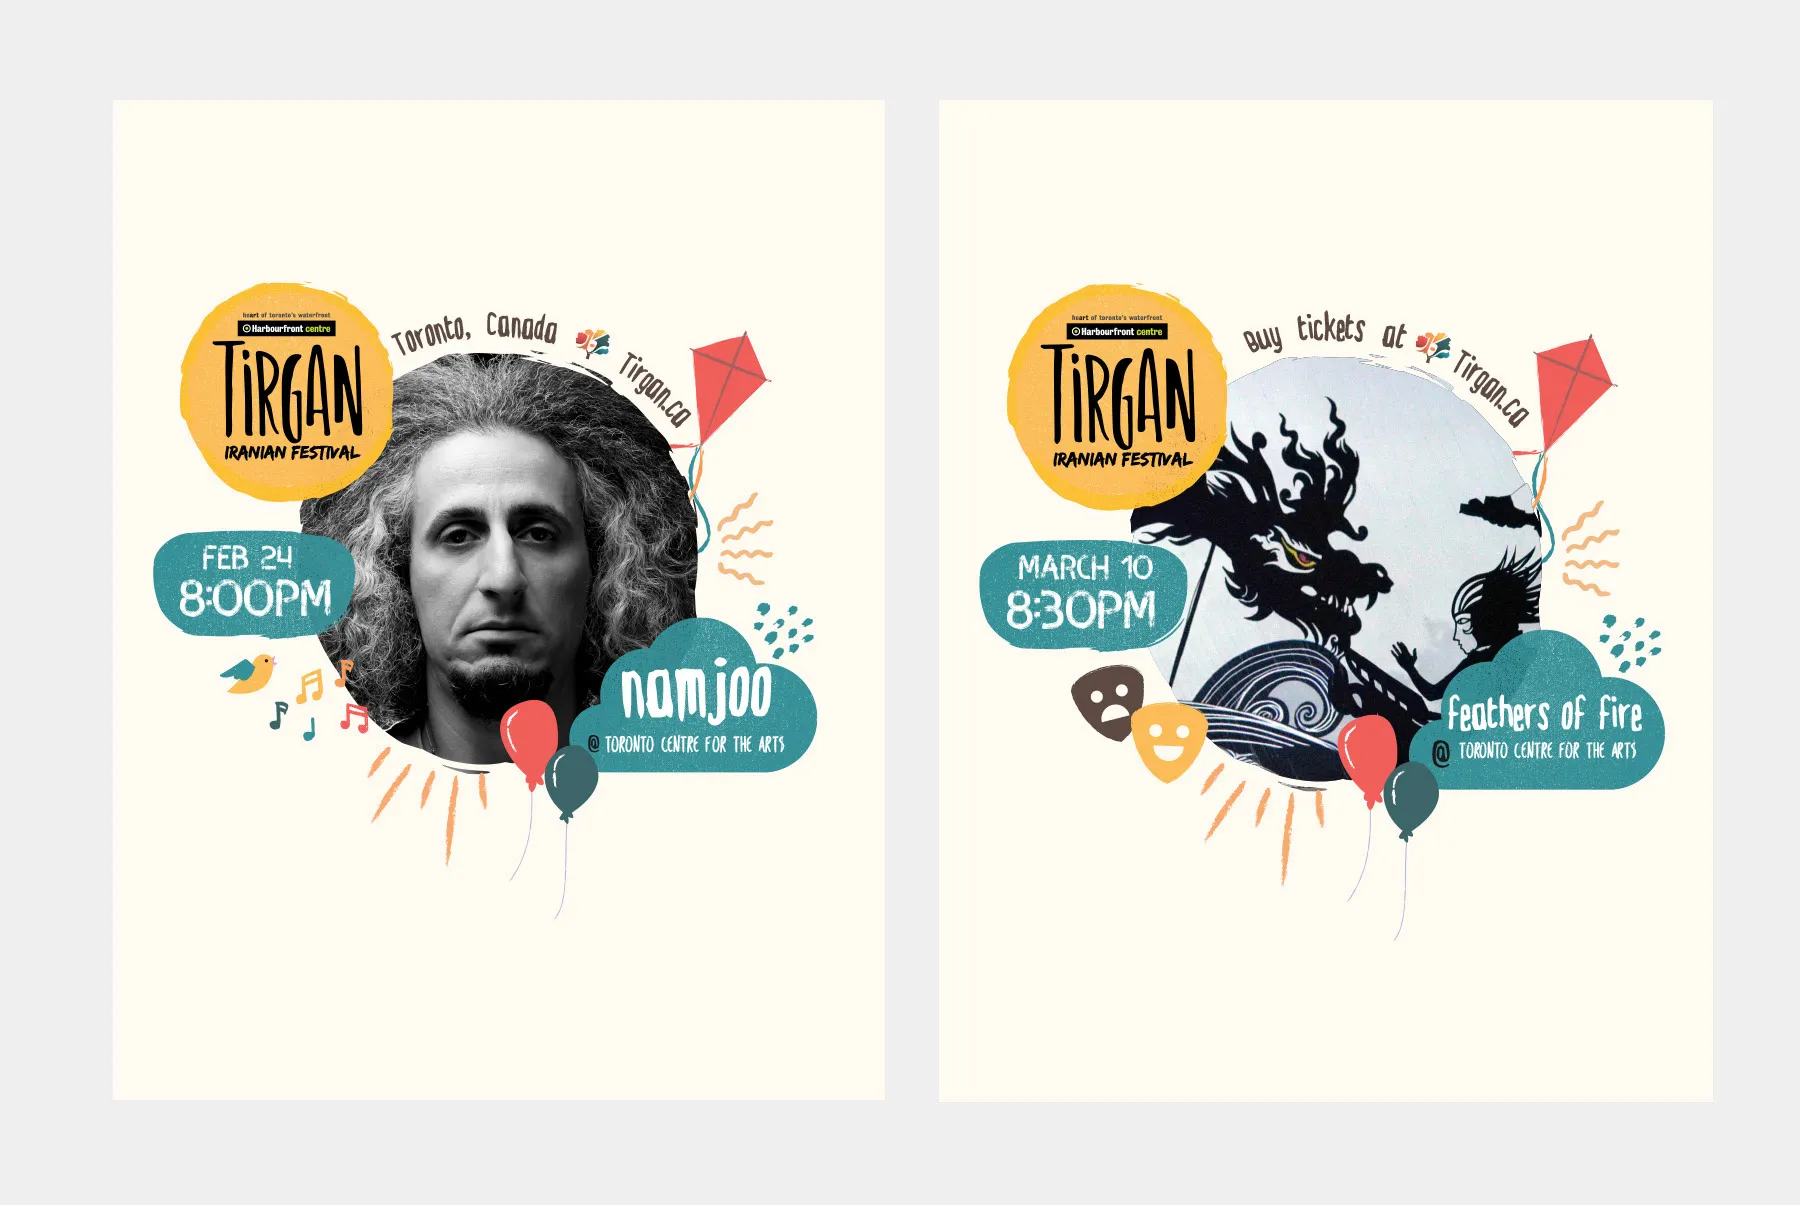 heart of toronto's waterfront
Harbourfront centre
TiRGAN
IRANIAN FESTIVAL
Toronto, Canada
Tirgan.ca
FEB 24
8:00PM
namjoo
@ TORONTO CENTRE FOR THE ARTS
heart of toronto's waterfront
Harbourfront centre
TiRGAN
IRANIAN FESTIVAL
Buy tickets at
Tirgan.ca
MARCH 10
8:30PM
feathers of fire
@ TORONTO CENTRE FOR THE ARTS